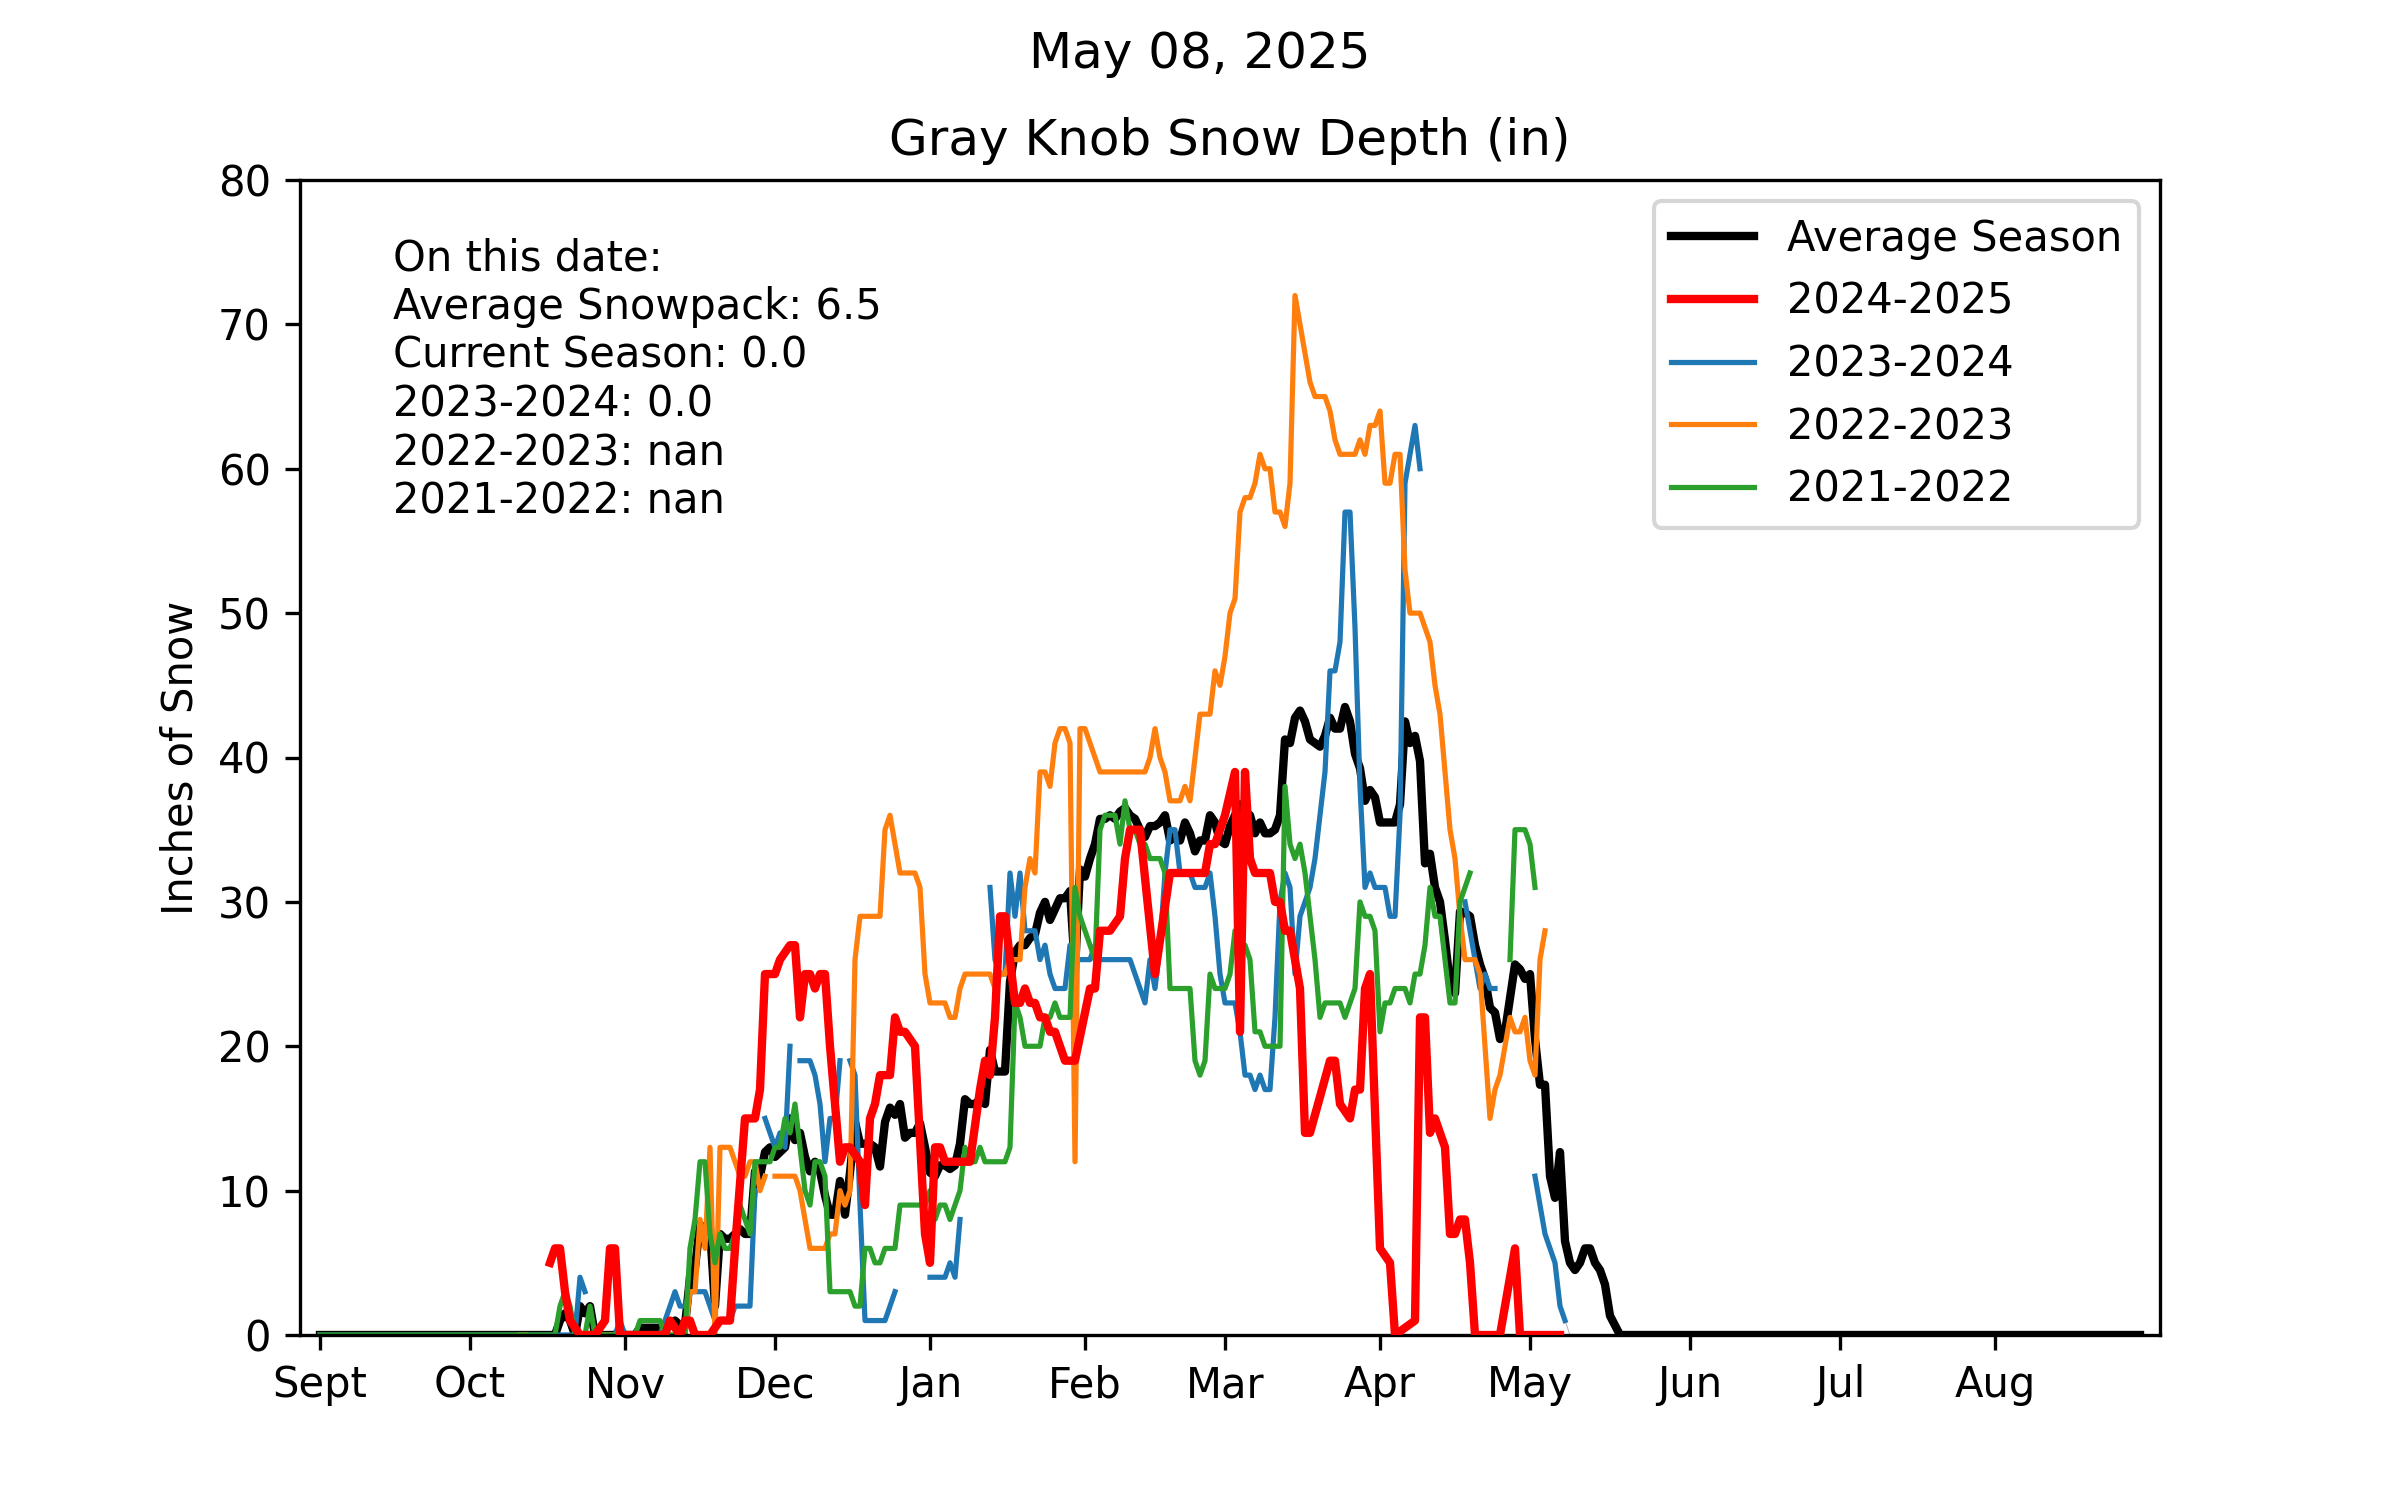 May 08, 2025
Gray Knob Snow Depth (in)
On this date:
Average Snowpack: 6.5
Current Season: 0.0
2023-2024: 0.0
2022-2023: nan
2021-2022: nan
Average Season
2024-2025
2023-2024
2022-2023
2021-2022
Inches of Snow
80
70
60
50
40
30
20
10
0
Sept Oct Nov Dec Jan Feb Mar Apr May Jun Jul Aug